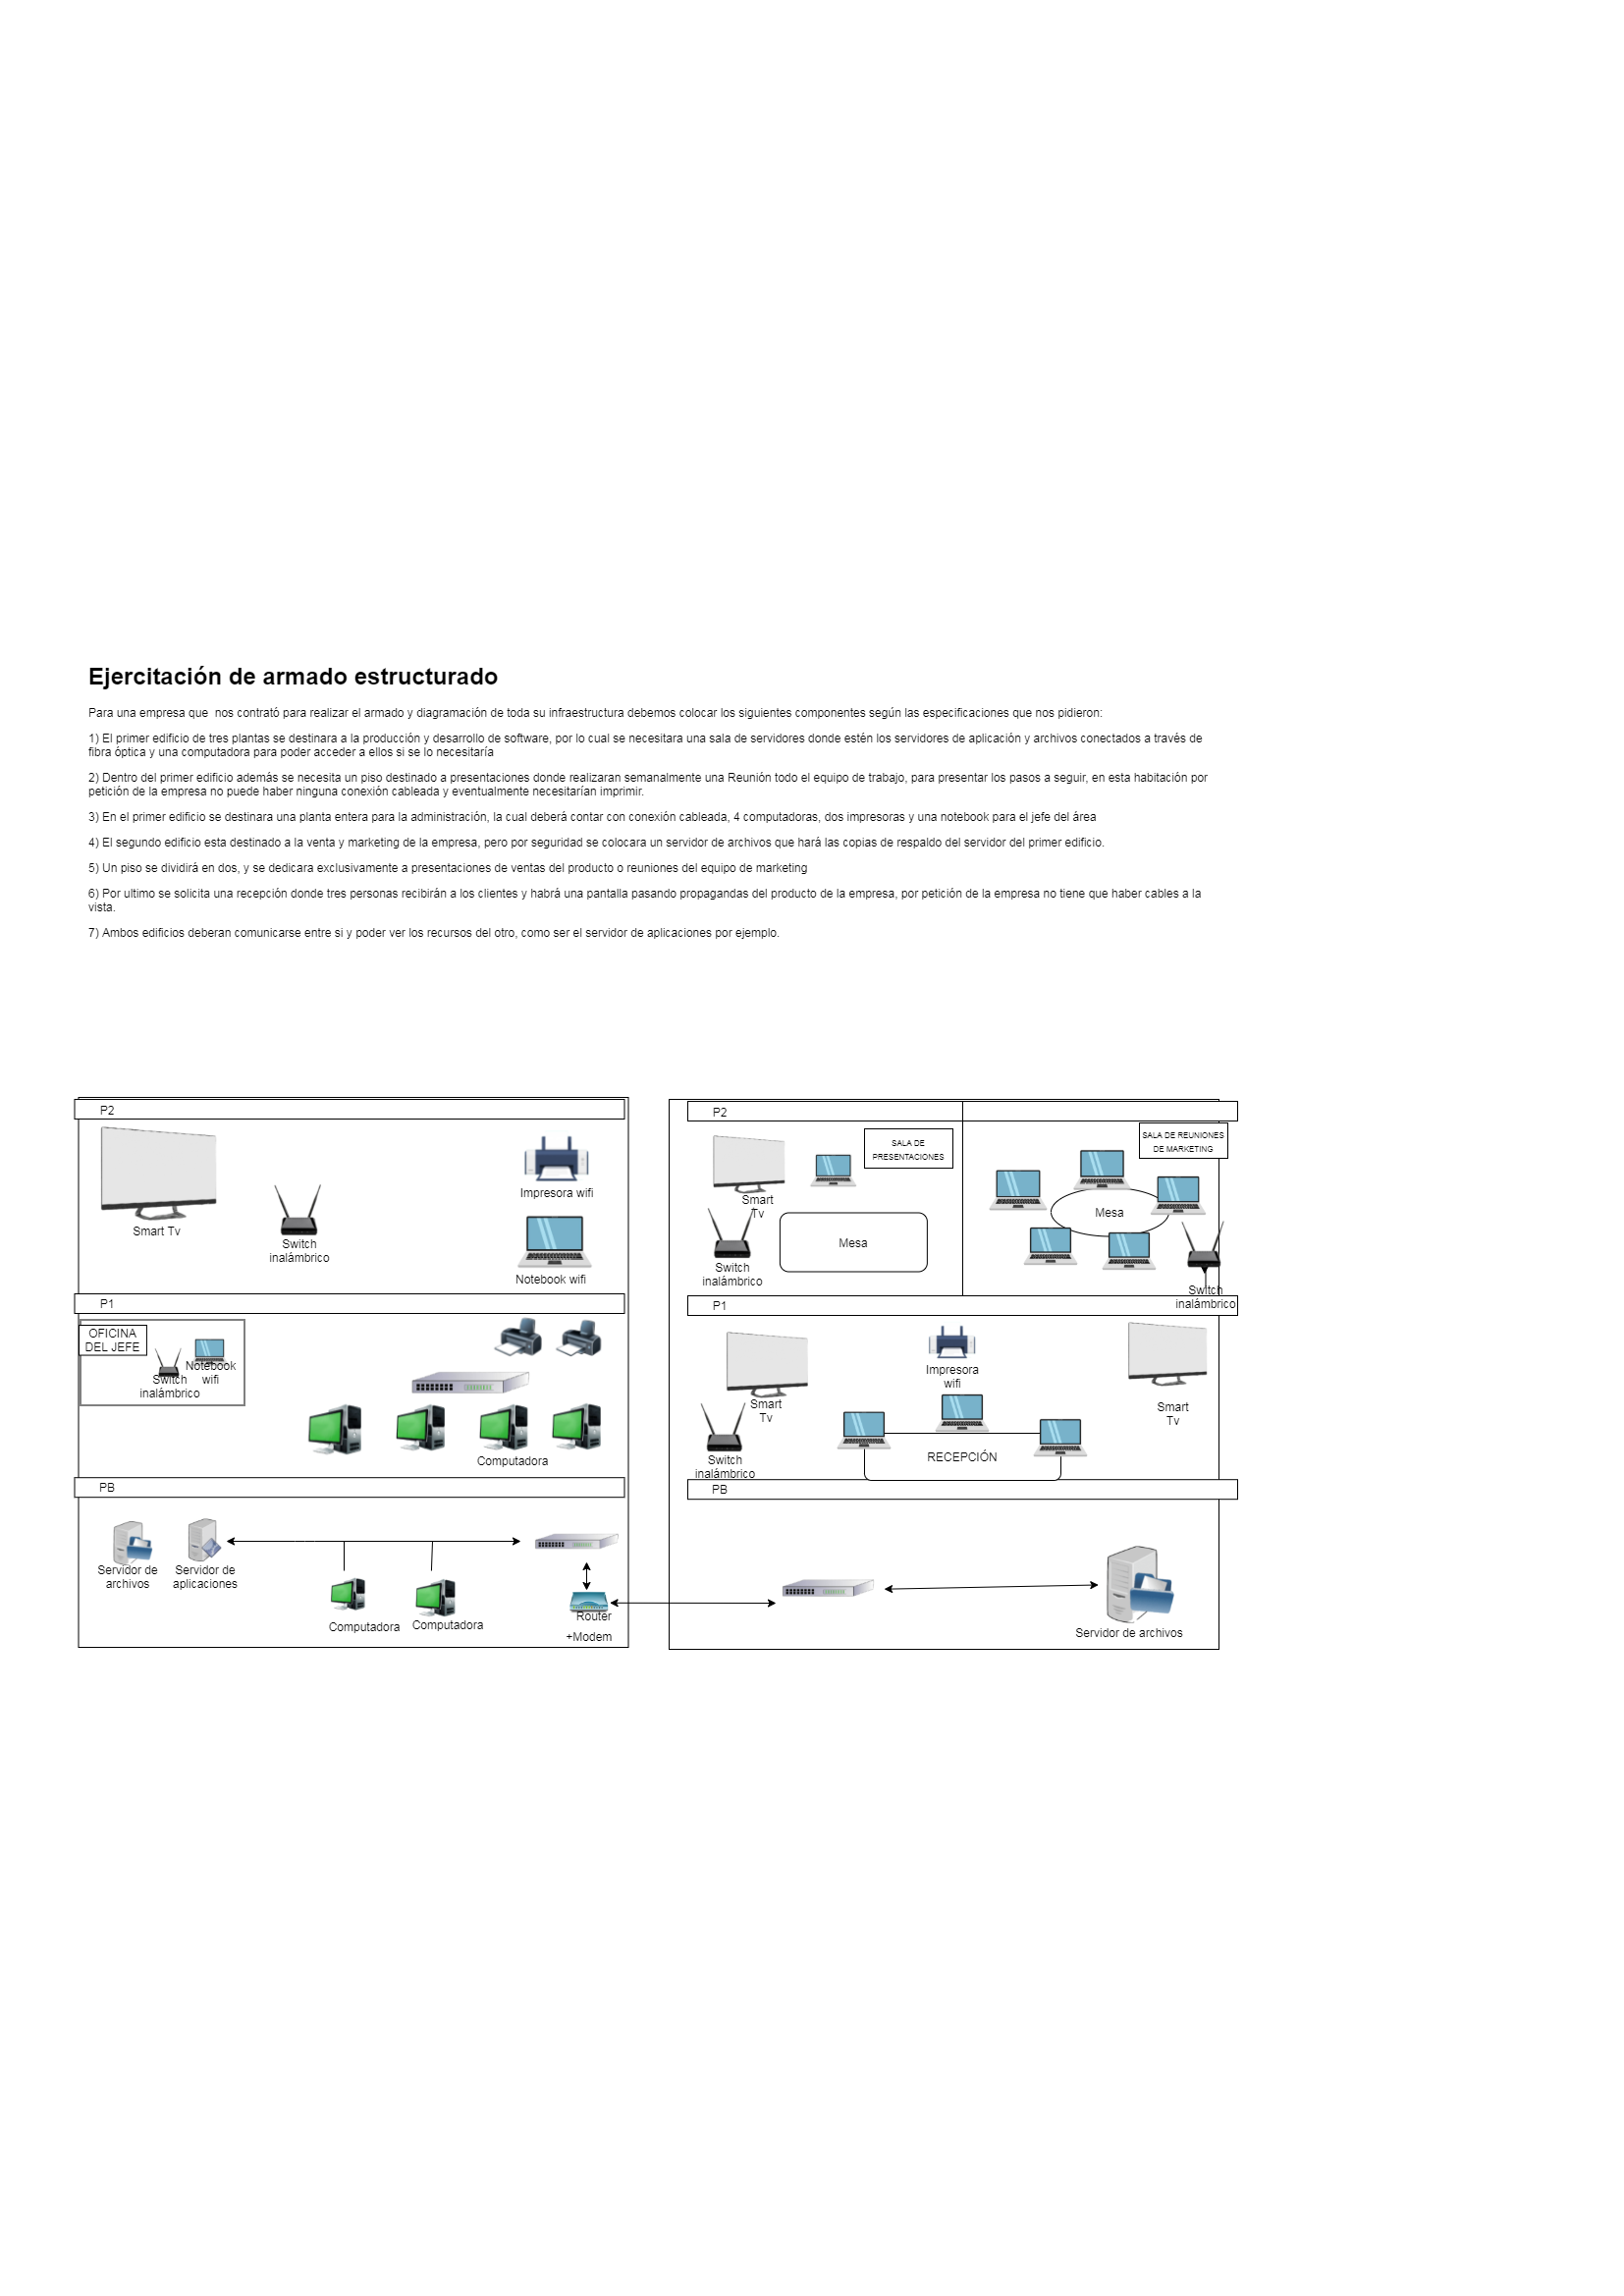 Ejercitación de armado estructurado
Para una empresa que  nos contrató para realizar el armado y diagramación de toda su infraestructura debemos colocar los siguientes componentes según las especificaciones que nos pidieron:
1) El primer edificio de tres plantas se destinara a la producción y desarrollo de software, por lo cual se necesitara una sala de servidores donde estén los servidores de aplicación y archivos conectados a través de
fibra óptica y una computadora para poder acceder a ellos si se lo necesitaría
2) Dentro del primer edificio además se necesita un piso destinado a presentaciones donde realizaran semanalmente una Reunión todo el equipo de trabajo, para presentar los pasos a seguir, en esta habitación por
petición de la empresa no puede haber ninguna conexión cableada y eventualmente necesitarían imprimir.
3) En el primer edificio se destinara una planta entera para la administración, la cual deberá contar con conexión cableada, 4 computadoras, dos impresoras y una notebook para el jefe del área
4) El segundo edificio esta destinado a la venta y marketing de la empresa, pero por seguridad se colocara un servidor de archivos que hará las copias de respaldo del servidor del primer edificio.
5) Un piso se dividirá en dos, y se dedicara exclusivamente a presentaciones de ventas del producto o reuniones del equipo de marketing
6) Por ultimo se solicita una recepción donde tres personas recibirán a los clientes y habrá una pantalla pasando propagandas del producto de la empresa, por petición de la empresa no tiene que haber cables a la
vista.
7) Ambos edificios deberan comunicarse entre si y poder ver los recursos del otro, como ser el servidor de aplicaciones por ejemplo.
P2
Smart Tv
Switch
inalámbrico
Impresora wifi
Notebook wifi
P1
OFICINA
DEL JEFE
Notebook
wifi
Switch
inalámbrico
Computadora
PB
Servidor de
archivos
Servidor de
aplicaciones
Computadora
Computadora
Router
+Modem
P2
SALA DE
PRESENTACIONES
Smart
Tv
Mesa
Switch
inalámbrico
SALA DE REUNIONES
DE MARKETING
Mesa
Switch
inalámbrico
P1
Impresora
wifi
Smart
Tv
Smart
Tv
Switch
inalámbrico
RECEPCIÓN
PB
Servidor de archivos